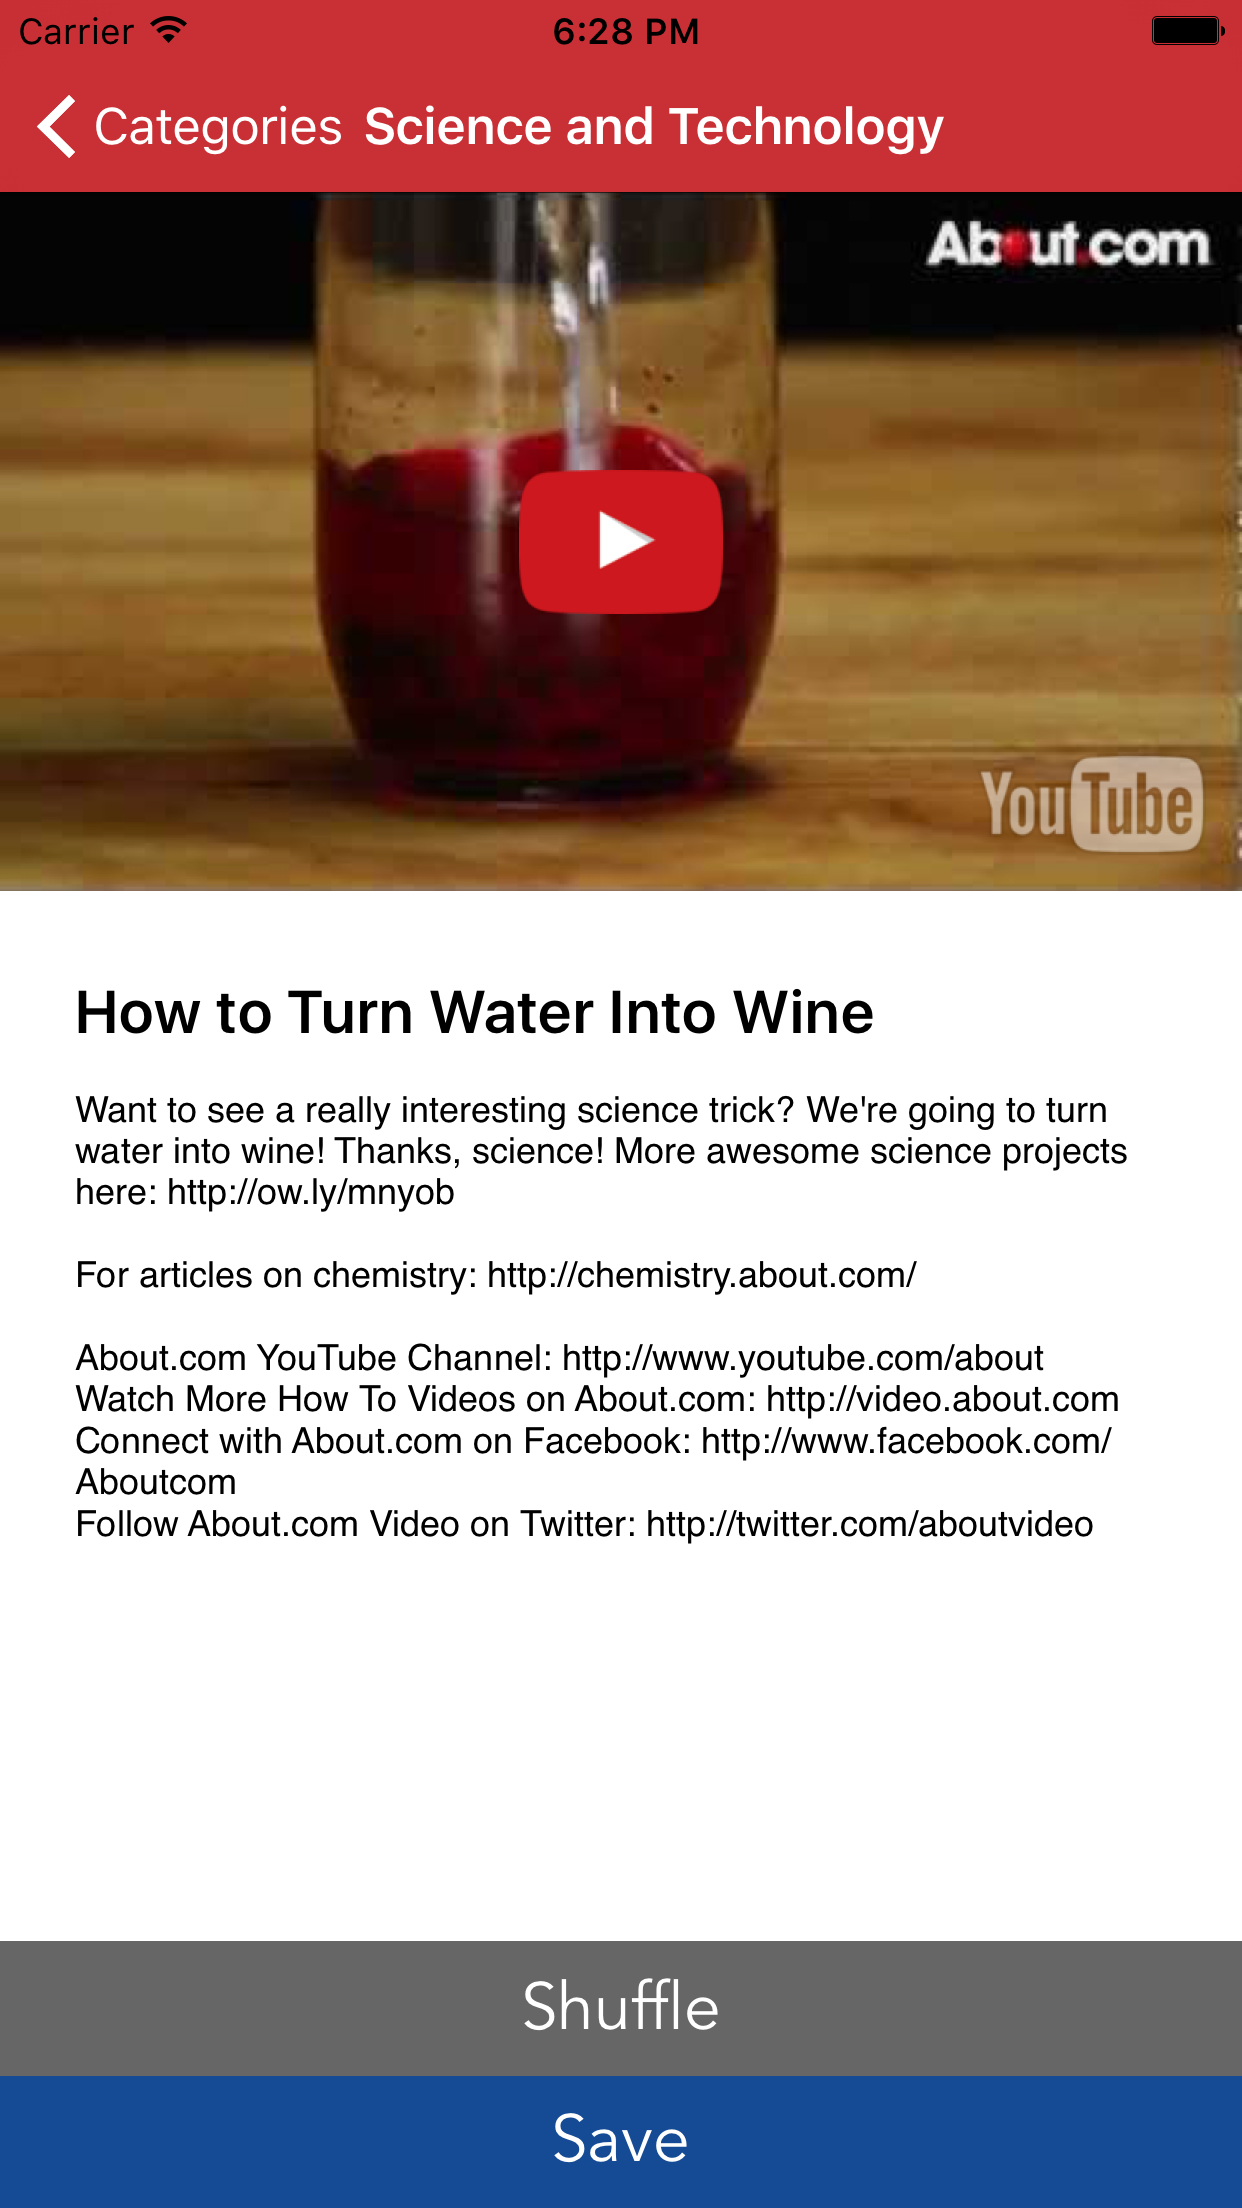 Carrier 6:28 PM
Categories Science and Technology
About.com
YouTube
How to Turn Water Into Wine
Want to see a really interesting science trick? We're going to turn
water into wine! Thanks, science! More awesome science projects
here: http://ow.ly/mnyob
For articles on chemistry: http://chemistry.about.com/
About.com YouTube Channel: http://www.youtube.com/about
Watch More How To Videos on About.com: http://video.about.com
Connect with About.com on Facebook: http://www.facebook.com/
Aboutcom
Follow About.com Video on Twitter: http://twitter.com/aboutvideo
Shuffle
Save